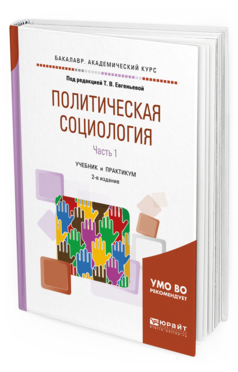 БАКАЛАВР. АКАДЕМИЧЕСКИЙ КУРС
Под редакцией Т. В. Евгеньевой
ПОЛИТИЧЕСКАЯ
СОЦИОЛОГИЯ
Часть 1
УЧЕБНИК и ПРАКТИКУМ
2-е издание
УМО ВО
РЕКОМЕНДУЕТ
юрайт